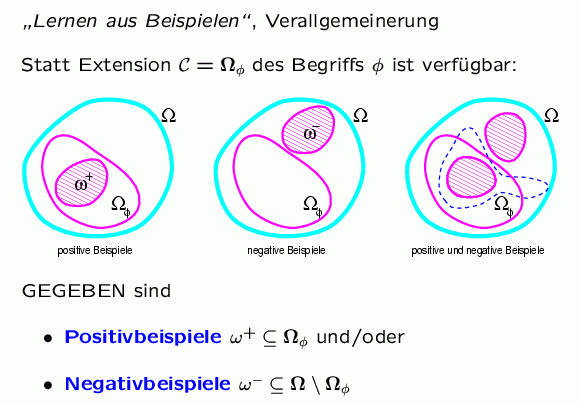 „Lernen aus Beispielen“, Verallgemeinerung
Statt Extension 𝒞 = Ω_ϕ des Begriffs ϕ ist verfügbar:
Ω Ω Ω
ω⁺ ω⁻
Ω_ϕ Ω_ϕ Ω_ϕ
positive Beispiele negative Beispiele positive und negative Beispiele
GEGEBEN sind
• Positivbeispiele ω⁺ ⊆ Ω_ϕ und/oder
• Negativbeispiele ω⁻ ⊆ Ω \ Ω_ϕ